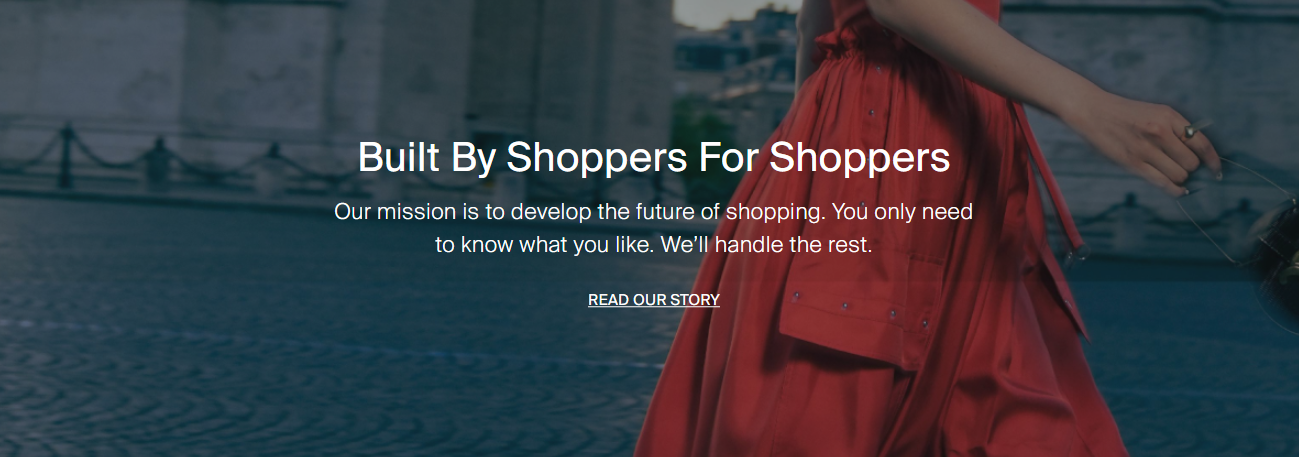 Built By Shoppers For Shoppers
Our mission is to develop the future of shopping. You only need
to know what you like. We’ll handle the rest.
READ OUR STORY